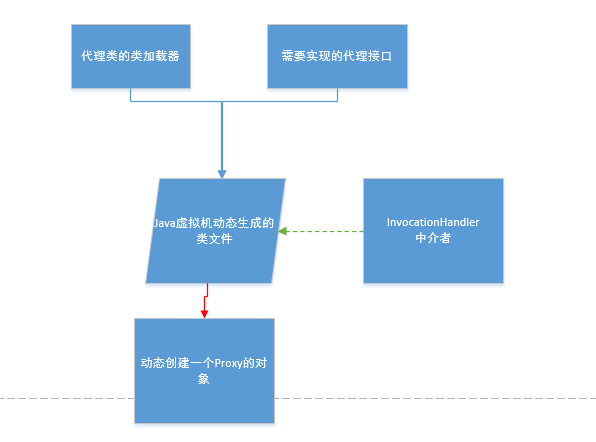 代理类的类加载器
需要实现的代理接口
Java虚拟机动态生成的
类文件
InvocationHandler
中介者
动态创建一个Proxy的对
象